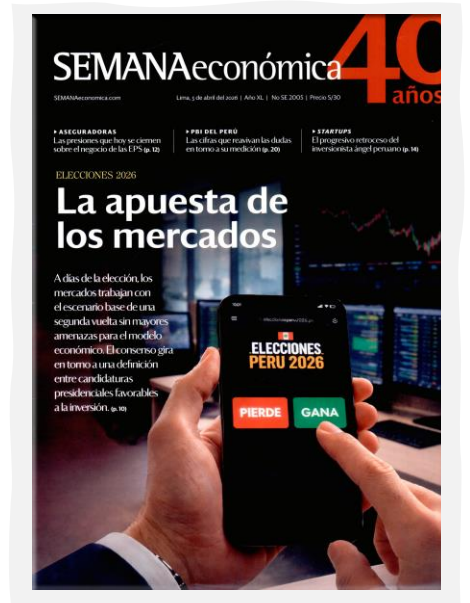 SEMANAeconómica
40
años
SEMANAeconomica.com
Lima, 5 de abril del 2026 | Año XL | No SE 2005 | Precio S/30
ASEGURADORAS
Las presiones que hoy se ciernen
sobre el negocio de las EPS (p. 12)
PBI DEL PERÚ
Las cifras que reavivan las dudas
en torno a su medición (p. 20)
STARTUPS
El progresivo retroceso del
inversionista ángel peruano (p. 14)
ELECCIONES 2026
La apuesta de
los mercados
A días de la elección, los
mercados trabajan con
el escenario base de una
segunda vuelta sin mayores
amenazas para el modelo
económico. El consenso gira
en torno a una definición
entre candidaturas
presidenciales favorables
a la inversión. (p. 10)
ELECCIONES
PERU 2026
PIERDE
GANA